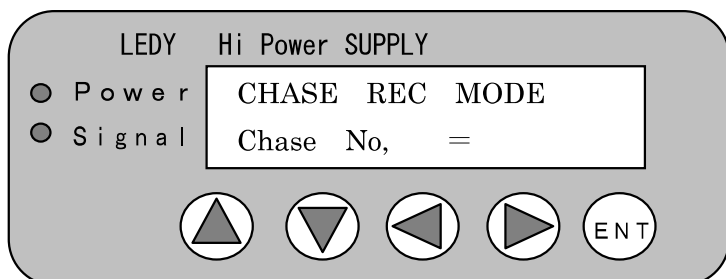 LEDY Hi Power SUPPLY
Power
CHASE REC MODE
Signal
Chase No, =
ENT